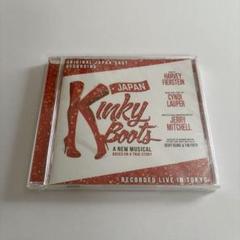 ORIGINAL JAPAN CAST
RECORDING
JAPAN
Kinky
Boots
A NEW MUSICAL
BASED ON A TRUE STORY
HARVEY
FIERSTEIN
CYNDI
LAUPER
JERRY
MITCHELL
RECORDED LIVE IN TOKYO